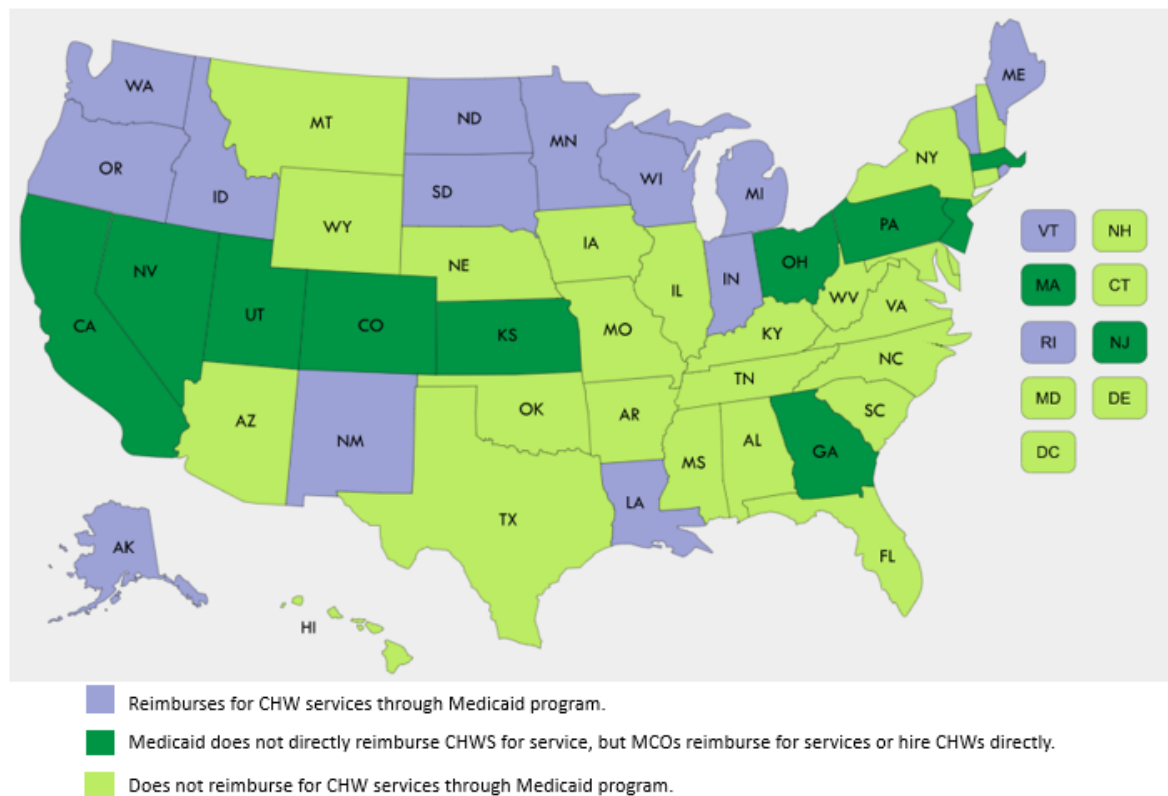 WA
ME
MT
ND
MN
OR
NY
ID
WI
SD
MI
WY
PA
VT
NH
IA
NE
OH
NV
IN
IL
MA
CT
UT
WV
VA
CO
CA
KS
MO
KY
RI
NJ
NC
TN
MD
DE
OK
AR
SC
AZ
NM
AL
DC
GA
MS
LA
TX
AK
FL
HI
Reimburses for CHW services through Medicaid program.
Medicaid does not directly reimburse CHWS for service, but MCOs reimburse for services or hire CHWs directly.
Does not reimburse for CHW services through Medicaid program.